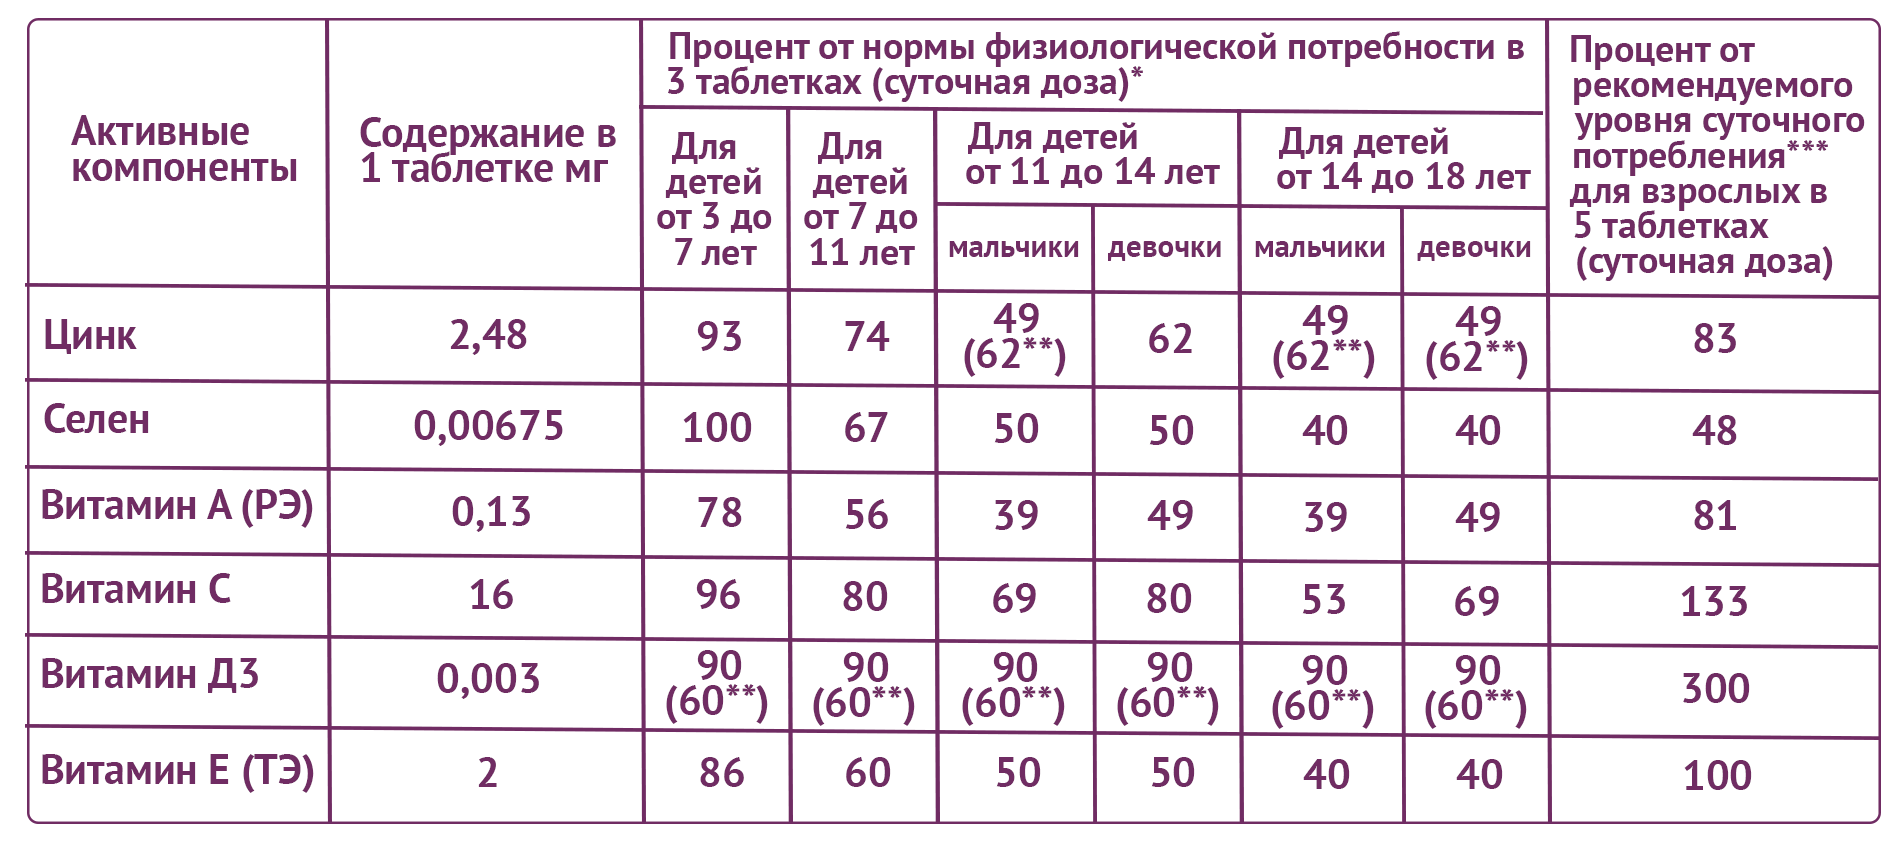 Активные
компоненты
Содержание в
1 таблетке мг
Процент от нормы физиологической потребности в
3 таблетках (суточная доза)*
Процент от
рекомендуемого
уровня суточного
потребления***
для взрослых в
5 таблетках
(суточная доза)
Для
детей
от 3 до
7 лет
Для
детей
от 7 до
11 лет
Для детей
от 11 до 14 лет
Для детей
от 14 до 18 лет
мальчики
девочки
мальчики
девочки
Цинк
2,48
93
74
49
(62**)
62
49
(62**)
49
(62**)
83
Селен
0,00675
100
67
50
50
40
40
48
Витамин А (РЭ)
0,13
78
56
39
49
39
49
81
Витамин С
16
96
80
69
80
53
69
133
Витамин Д3
0,003
90
(60**)
90
(60**)
90
(60**)
90
(60**)
90
(60**)
90
(60**)
300
Витамин Е (ТЭ)
2
86
60
50
50
40
40
100